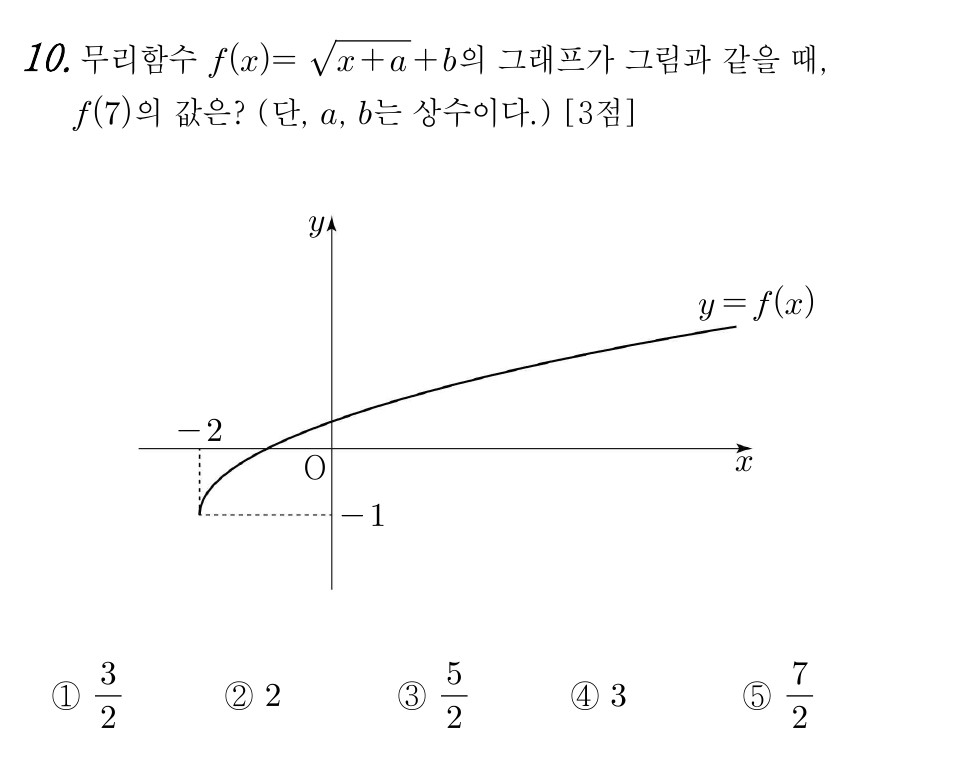 10. 무리함수 f(x)=√(x+a)+b의 그래프가 그림과 같을 때,
f(7)의 값은? (단, a, b는 상수이다.) [3점]
y
y=f(x)
-2
O
x
-1
① 3/2 ② 2 ③ 5/2 ④ 3 ⑤ 7/2